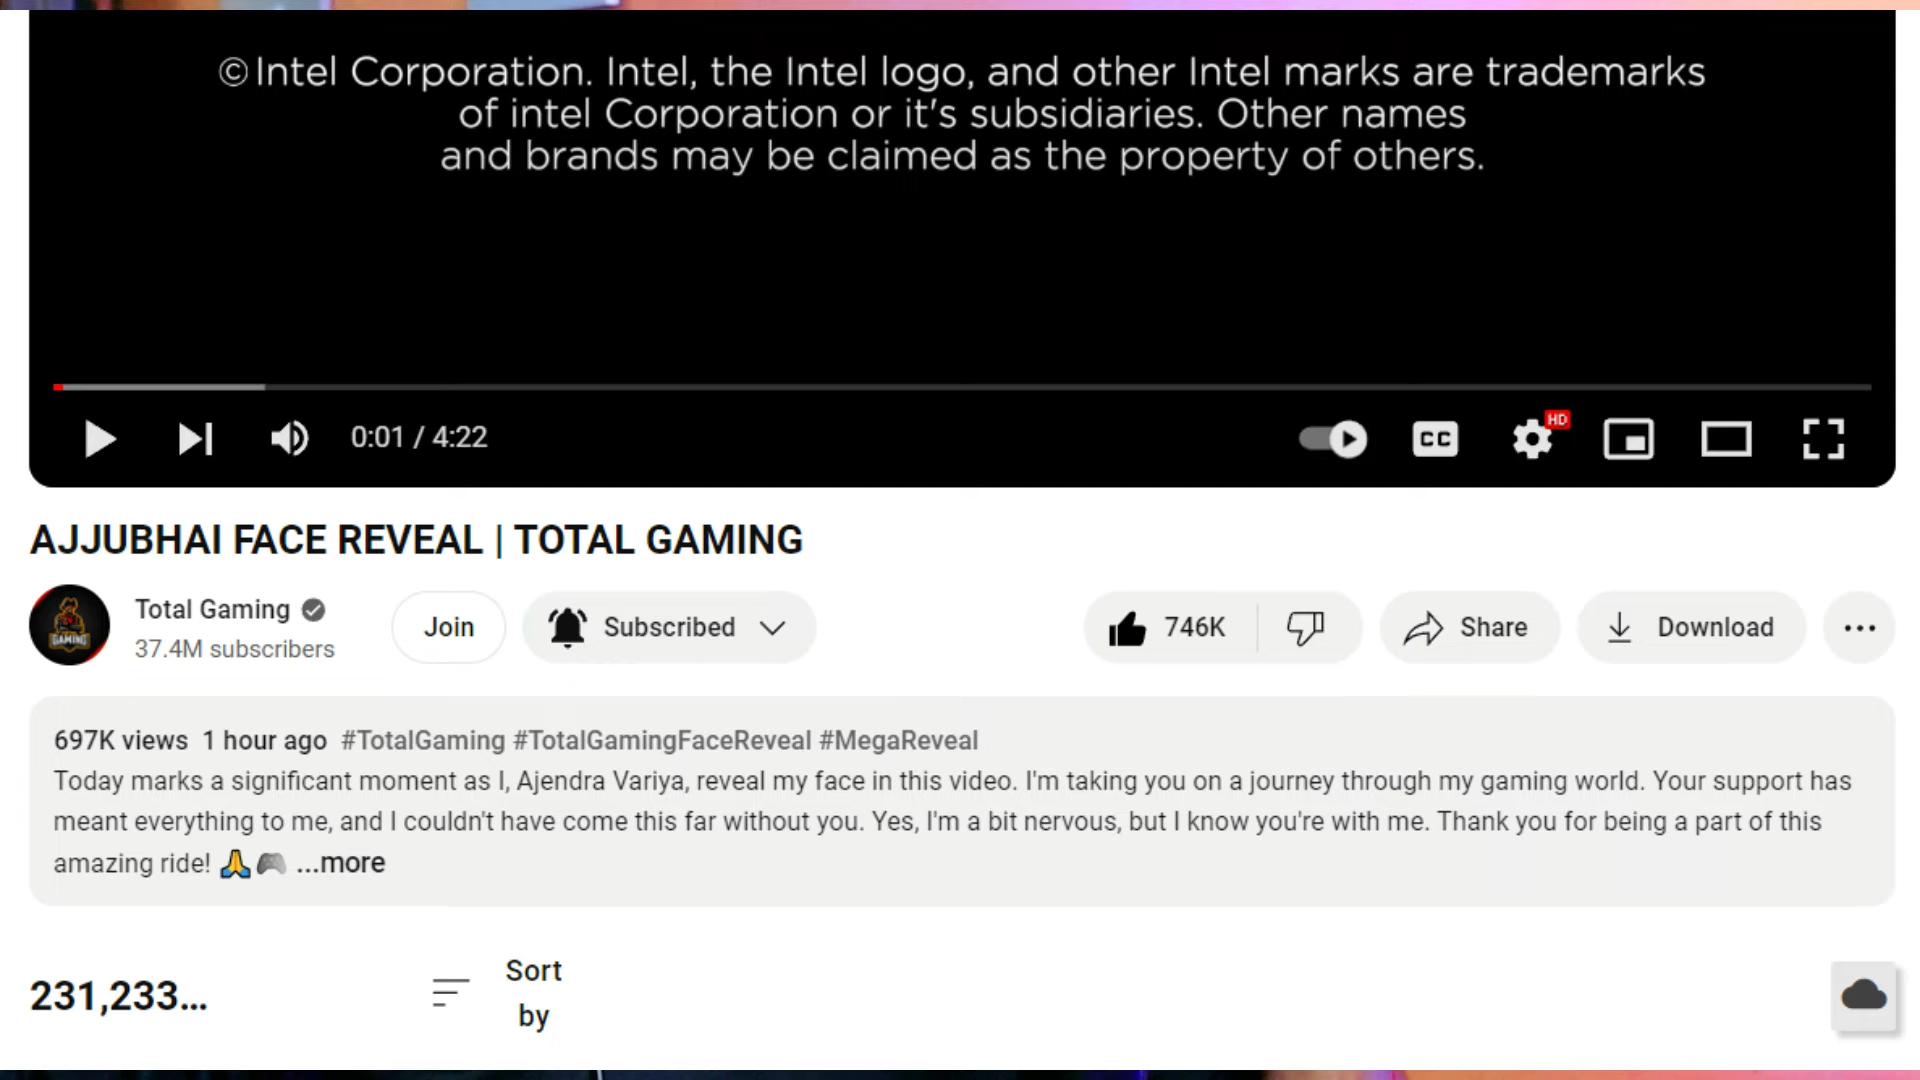 ©Intel Corporation. Intel, the Intel logo, and other Intel marks are trademarks
of intel Corporation or it's subsidiaries. Other names
and brands may be claimed as the property of others.
0:01 / 4:22
CC
HD
AJJUBHAI FACE REVEAL | TOTAL GAMING
GAMING
Total Gaming
37.4M subscribers
Join
Subscribed
746K
Share
Download
697K views 1 hour ago #TotalGaming #TotalGamingFaceReveal #MegaReveal
Today marks a significant moment as I, Ajendra Variya, reveal my face in this video. I'm taking you on a journey through my gaming world. Your support has
meant everything to me, and I couldn't have come this far without you. Yes, I'm a bit nervous, but I know you're with me. Thank you for being a part of this
amazing ride! 🙏🎮 ...more
231,233...
Sort
by